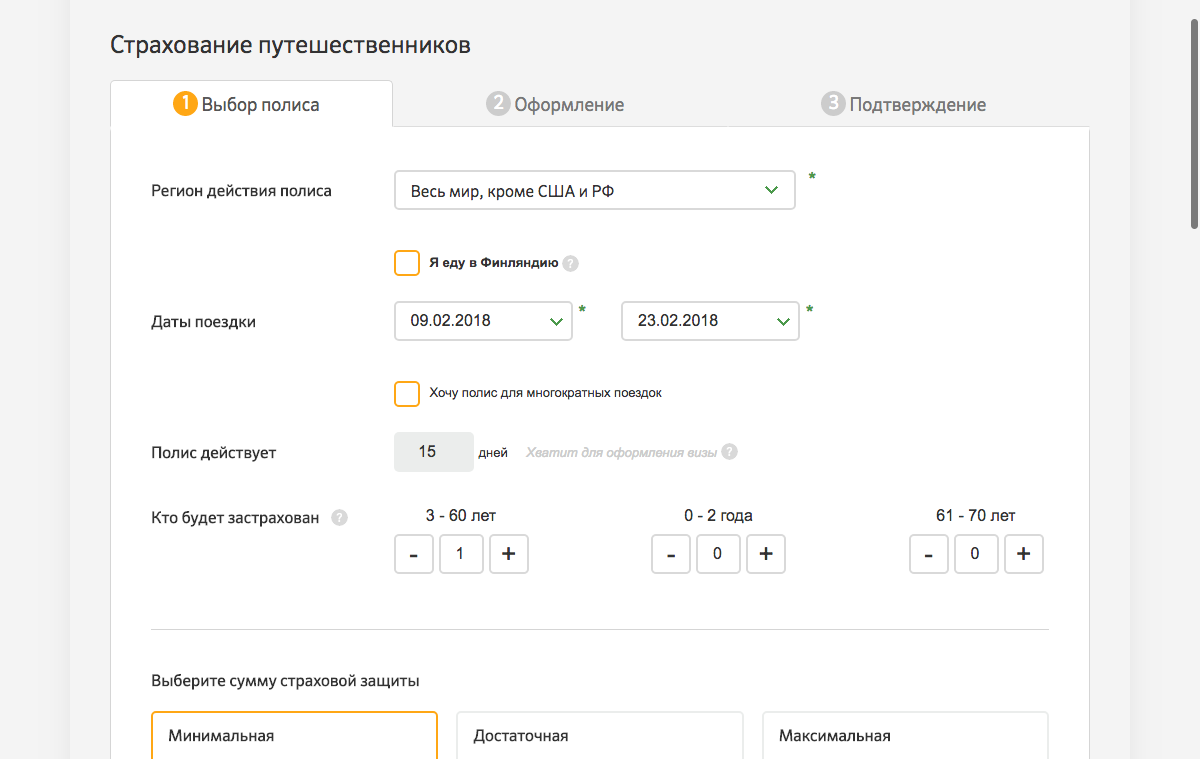 Страхование путешественников
1 Выбор полиса 2 Оформление 3 Подтверждение
Регион действия полиса Весь мир, кроме США и РФ *
Я еду в Финляндию ?
Даты поездки 09.02.2018 * 23.02.2018 *
Хочу полис для многократных поездок
Полис действует 15 дней Хватит для оформления визы ?
Кто будет застрахован ? 3 - 60 лет 0 - 2 года 61 - 70 лет
- 1 + - 0 + - 0 +
Выберите сумму страховой защиты
Минимальная Достаточная Максимальная